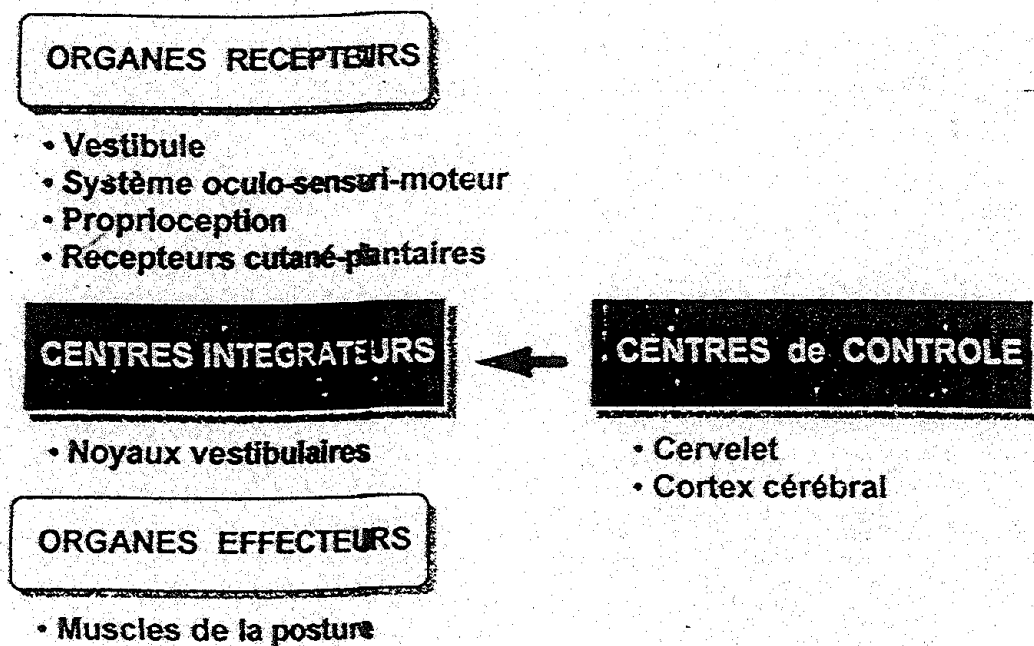 ORGANES RECEPTEURS
• Vestibule
• Système oculo-sensori-moteur
• Proprioception
• Recepteurs cutané-plantaires
CENTRES INTEGRATEURS
• Noyaux vestibulaires
CENTRES de CONTROLE
• Cervelet
• Cortex cérébral
ORGANES EFFECTEURS
• Muscles de la posture